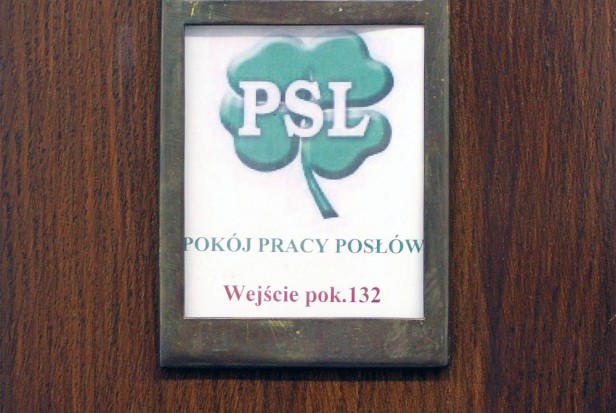 PSL
POKÓJ PRACY POSŁÓW
Wejście pok.132